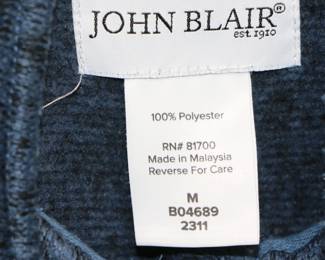 JOHN BLAIR®
est. 1910
100% Polyester
RN# 81700
Made in Malaysia
Reverse For Care
M
B04689
2311